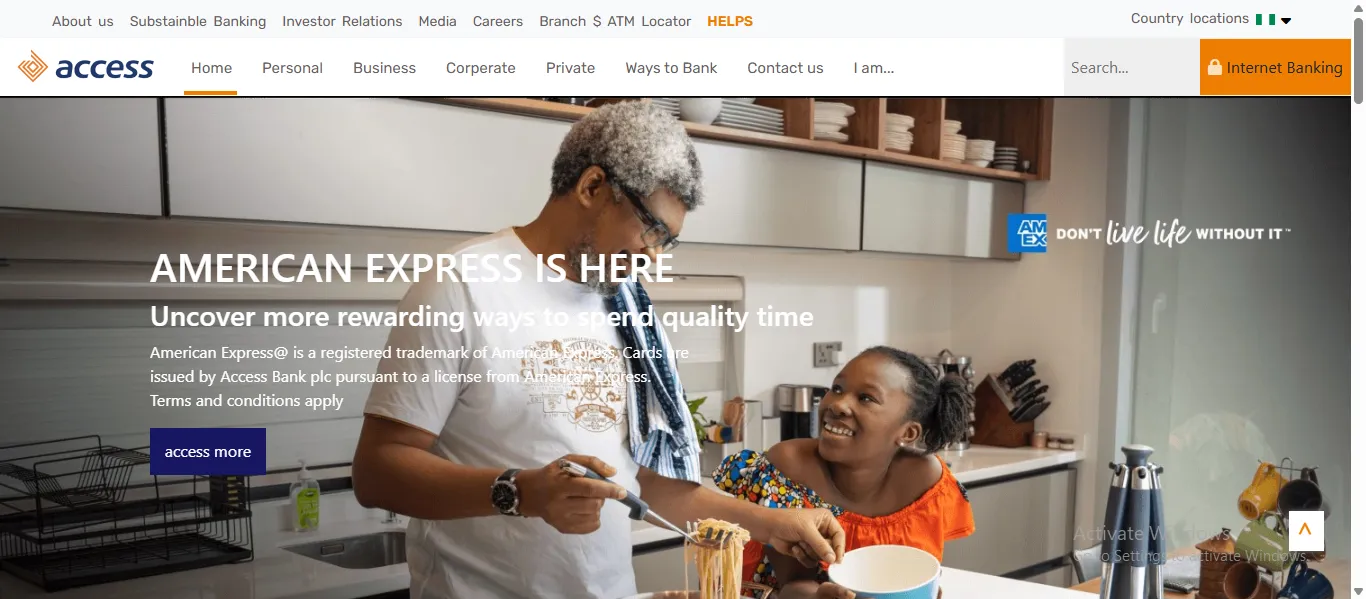 About us Substainble Banking Investor Relations Media Careers Branch $ ATM Locator HELPS Country locations
access Home Personal Business Corperate Private Ways to Bank Contact us I am... Search... Internet Banking
AM
EX DON'T live life WITHOUT IT™
AMERICAN EXPRESS IS HERE
Uncover more rewarding ways to spend quality time
American Express@ is a registered trademark of American Express. Cards are
issued by Access Bank plc pursuant to a license from American Express.
Terms and conditions apply
access more
Activate Windows
Go to Settings to activate Windows.